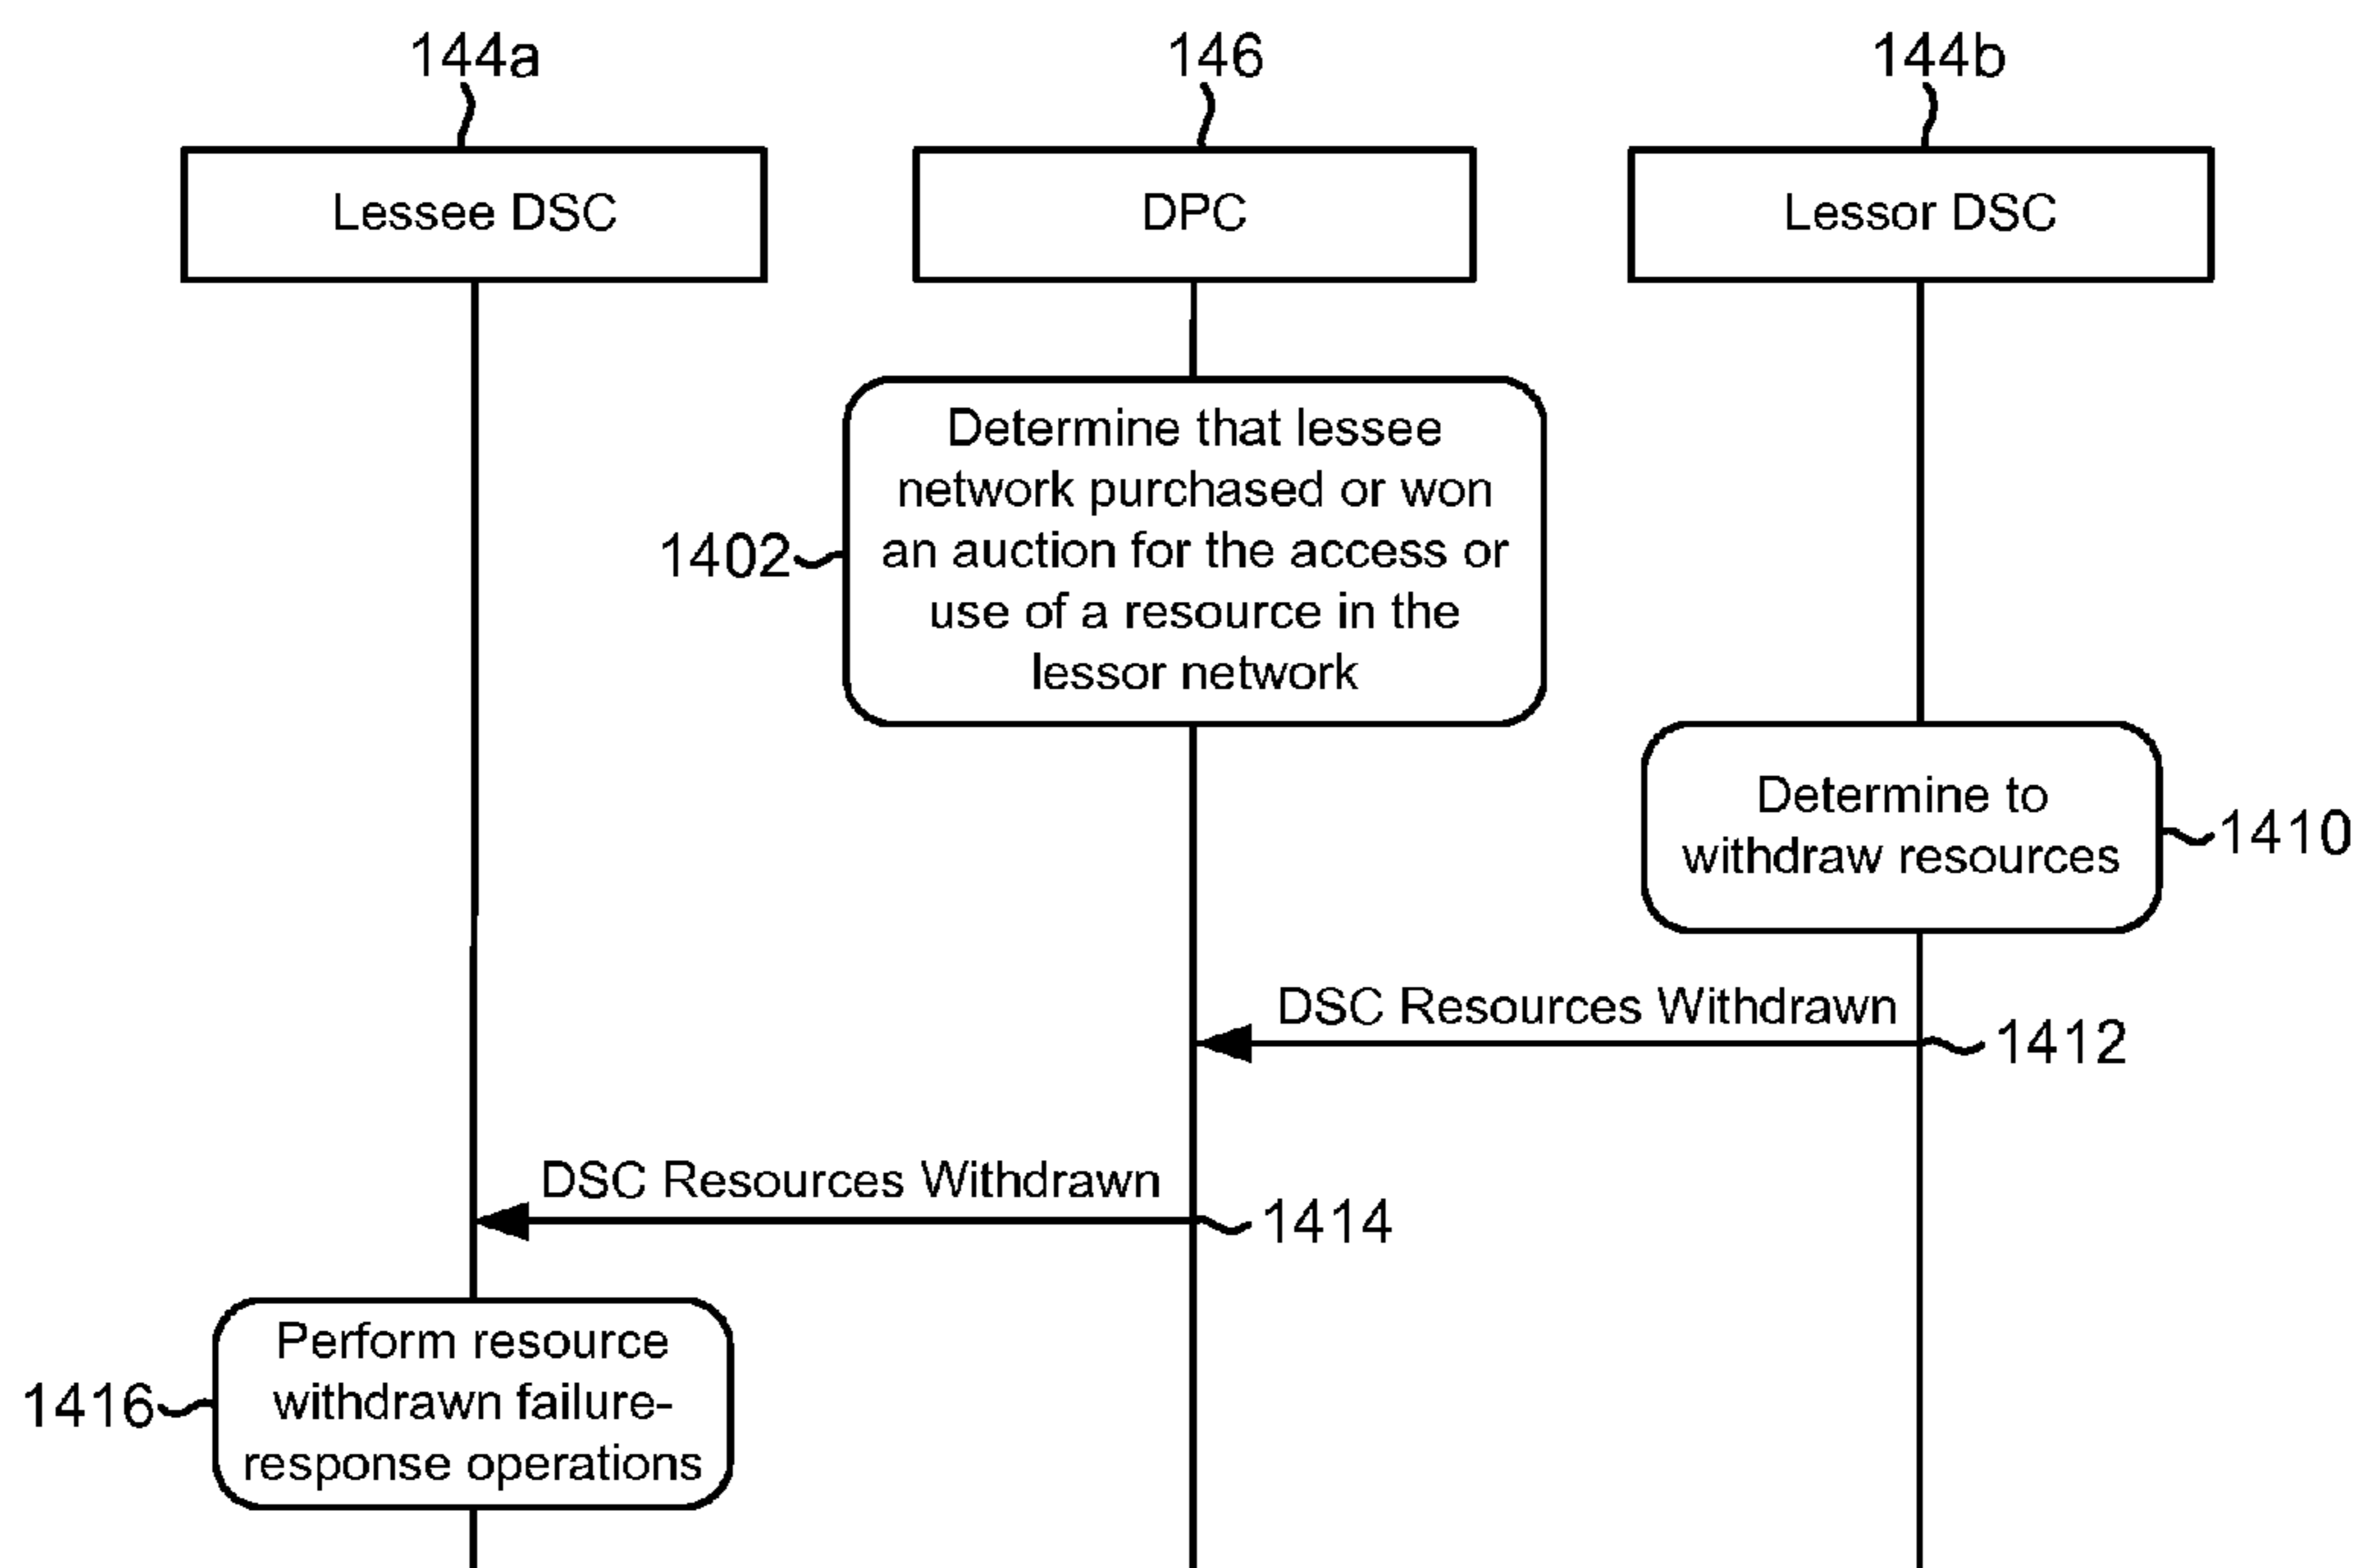 144a
146
144b
Lessee DSC
DPC
Lessor DSC
Determine that lessee
network purchased or won
an auction for the access or
use of a resource in the
lessor network
1402
Determine to
withdraw resources
1410
DSC Resources Withdrawn
1412
DSC Resources Withdrawn
1414
Perform resource
withdrawn failure-
response operations
1416